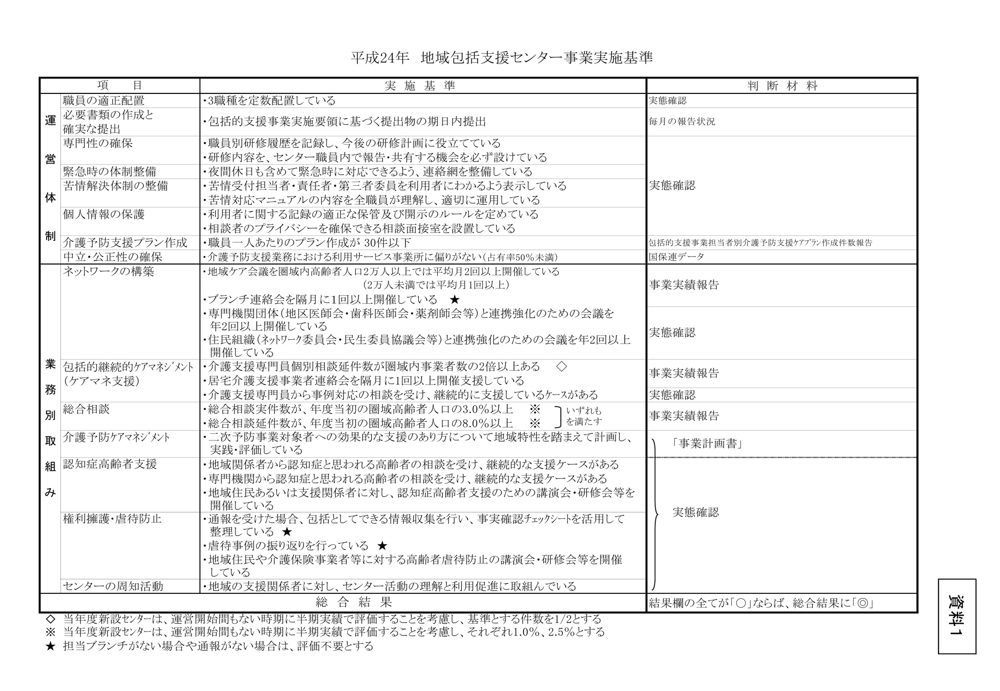 平成24年 地域包括支援センター事業実施基準
項 目 実施基準 判断材料
運営体制
職員の適正配置 ・3職種を定数配置している 実態確認
必要書類の作成と
確実な提出
・包括的支援事業実施要領に基づく提出物の期日内提出 毎月の報告状況
専門性の確保 ・職員別研修履歴を記録し、今後の研修計画に役立てている
・研修内容を、センター職員内で報告・共有する機会を必ず設けている
緊急時の体制整備 ・夜間休日も含めて緊急時に対応できるよう、連絡網を整備している
苦情解決体制の整備 ・苦情受付担当者・責任者・第三者委員を利用者にわかるよう表示している 実態確認
・苦情対応マニュアルの内容を全職員が理解し、適切に運用している
個人情報の保護 ・利用者に関する記録の適正な保管及び開示のルールを定めている
・相談者のプライバシーを確保できる相談面接室を設置している
介護予防支援プラン作成 ・職員一人あたりのプラン作成が 30件以下 包括的支援事業担当者別介護予防支援ｹｱﾌﾟﾗﾝ作成件数報告
中立・公正性の確保 ・介護予防支援業務における利用サービス事業所に偏りがない（占有率50％未満） 国保連データ
業務別取組み
ネットワークの構築 ・地域ケア会議を圏域内高齢者人口2万人以上では平均月2回以上開催している
（2万人未満では平均月1回以上） 事業実績報告
・ブランチ連絡会を隔月に1回以上開催している ★
・専門機関団体（地区医師会・歯科医師会・薬剤師会等）と連携強化のための会議を
年2回以上開催している
実態確認
・住民組織（ﾈｯﾄﾜｰｸ委員会・民生委員協議会等）と連携強化のための会議を年2回以上
開催している
包括的継続的ｹｱﾏﾈｼﾞﾒﾝﾄ ・介護支援専門員個別相談延件数が圏域内事業者数の2倍以上ある ◇
事業実績報告
（ケアマネ支援） ・居宅介護支援事業者連絡会を隔月に1回以上開催支援している
・介護支援専門員から事例対応の相談を受け、継続的に支援しているｹｰｽがある 実態確認
総合相談 ・総合相談実件数が、年度当初の圏域高齢者人口の3.0％以上 ※ いずれも
・総合相談延件数が、年度当初の圏域高齢者人口の8.0％以上 ※ を満たす
事業実績報告
介護予防ｹｱﾏﾈｼﾞﾒﾝﾄ ・二次予防事業対象者への効果的な支援のあり方について地域特性を踏まえて計画し、
実践・評価している
「事業計画書」
認知症高齢者支援 ・地域関係者から認知症と思われる高齢者の相談を受け、継続的な支援ケースがある
・専門機関から認知症と思われる高齢者の相談を受け、継続的な支援ケースがある
・地域住民あるいは支援関係者に対し、認知症高齢者支援のための講演会・研修会等を
開催している
実態確認
権利擁護・虐待防止 ・通報を受けた場合、包括としてできる情報収集を行い、事実確認ﾁｪｯｸｼｰﾄを活用して
整理している ★
・虐待事例の振り返りを行っている ★
・地域住民や介護保険事業者等に対する高齢者虐待防止の講演会・研修会等を開催
している
センターの周知活動 ・地域の支援関係者に対し、センター活動の理解と利用促進に取組んでいる
総合結果 結果欄の全てが「○」ならば、総合結果に「◎」
◇ 当年度新設ｾﾝﾀｰは、運営開始間もない時期に半期実績で評価することを考慮し、基準とする件数を1/2とする
※ 当年度新設ｾﾝﾀｰは、運営開始間もない時期に半期実績で評価することを考慮し、それぞれ1.0％、2.5％とする
★ 担当ブランチがない場合や通報がない場合は、評価不要とする
資料1